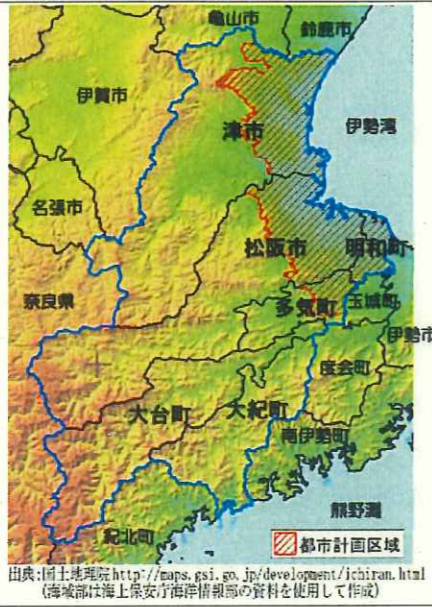 亀山市
鈴鹿市
伊賀市
津市
伊勢湾
名張市
松阪市
明和町
奈良県
多気町
玉城町
伊勢市
度会町
大台町
大紀町
南伊勢町
熊野灘
紀北町
都市計画区域
出典:国土地理院http://maps.gsi.go.jp/development/ichiran.html
(海域部は海上保安庁海洋情報部の資料を使用して作成)